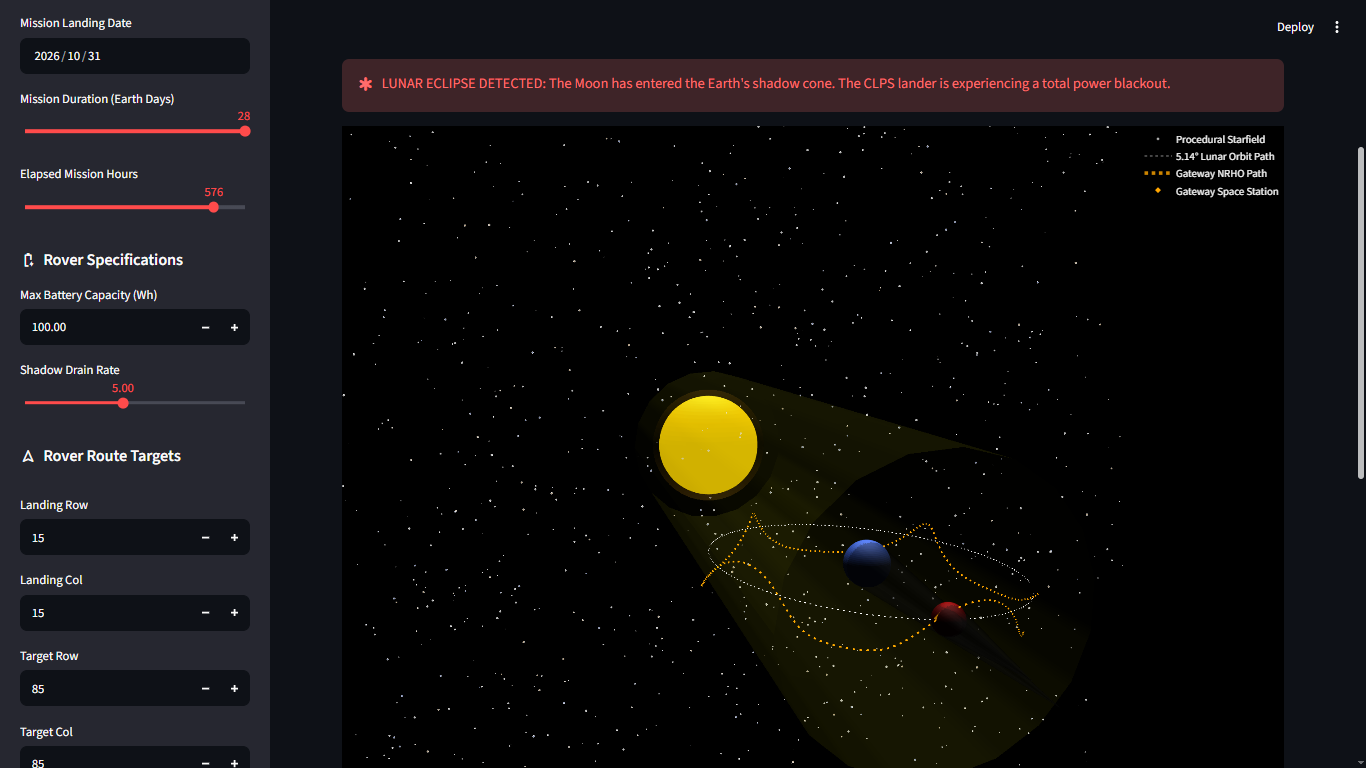 Mission Landing Date
2026/10/31
Mission Duration (Earth Days)
28
Elapsed Mission Hours
576
Rover Specifications
Max Battery Capacity (Wh)
100.00
Shadow Drain Rate
5.00
Rover Route Targets
Landing Row
15
Landing Col
15
Target Row
85
Target Col
85
Deploy
LUNAR ECLIPSE DETECTED: The Moon has entered the Earth's shadow cone. The CLPS lander is experiencing a total power blackout.
Procedural Starfield
5.14° Lunar Orbit Path
Gateway NRHO Path
Gateway Space Station